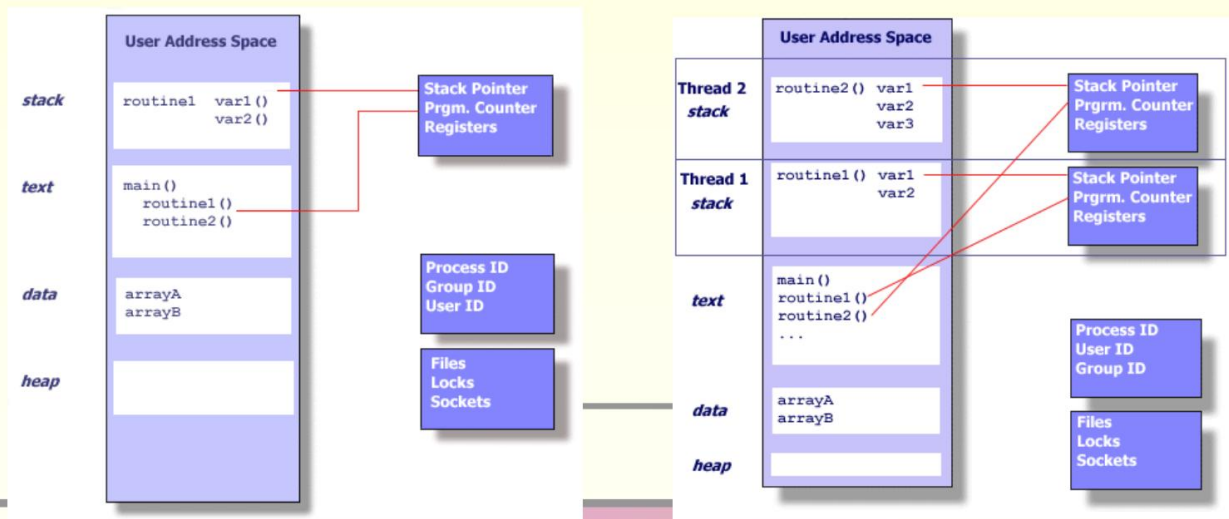 User Address Space
stack
routine1 var1()
var2()
Stack Pointer
Prgm. Counter
Registers
text
main()
routine1()
routine2()
data
arrayA
arrayB
Process ID
Group ID
User ID
heap
Files
Locks
Sockets
User Address Space
Thread 2
stack
routine2() var1
var2
var3
Stack Pointer
Prgrm. Counter
Registers
Thread 1
stack
routine1() var1
var2
Stack Pointer
Prgrm. Counter
Registers
text
main()
routine1()
routine2()
...
Process ID
User ID
Group ID
data
arrayA
arrayB
Files
Locks
Sockets
heap